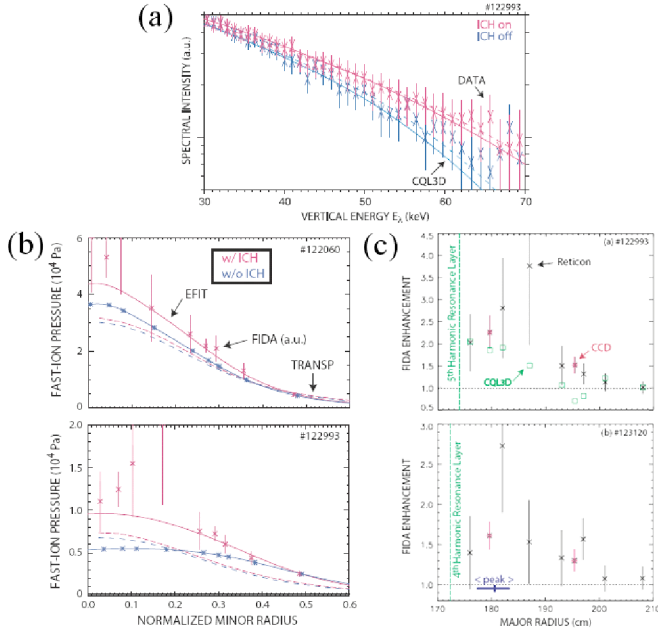 (a)
#122993
ICH on
ICH off
DATA
CQL3D
SPECTRAL INTENSITY (a.u.)
30 40 50 60 70
VERTICAL ENERGY Eλ (keV)
(b)
#122060
w/ ICH
w/o ICH
EFIT
FIDA (a.u.)
TRANSP
FAST-ION PRESSURE (10⁴ Pa)
6
4
2
0
#122993
FAST-ION PRESSURE (10⁴ Pa)
2.0
1.5
1.0
0.5
0
0.0 0.1 0.2 0.3 0.4 0.5 0.6
NORMALIZED MINOR RADIUS
(c)
(a) #122993
Reticon
CCD
CQL3D
5th Harmonic Resonance Layer
FIDA ENHANCEMENT
4.5
4.0
3.5
3.0
2.5
2.0
1.5
1.0
0.5
(b) #123120
4th Harmonic Resonance Layer
< peak >
FIDA ENHANCEMENT
3.0
2.5
2.0
1.5
1.0
170 180 190 200 210
MAJOR RADIUS (cm)